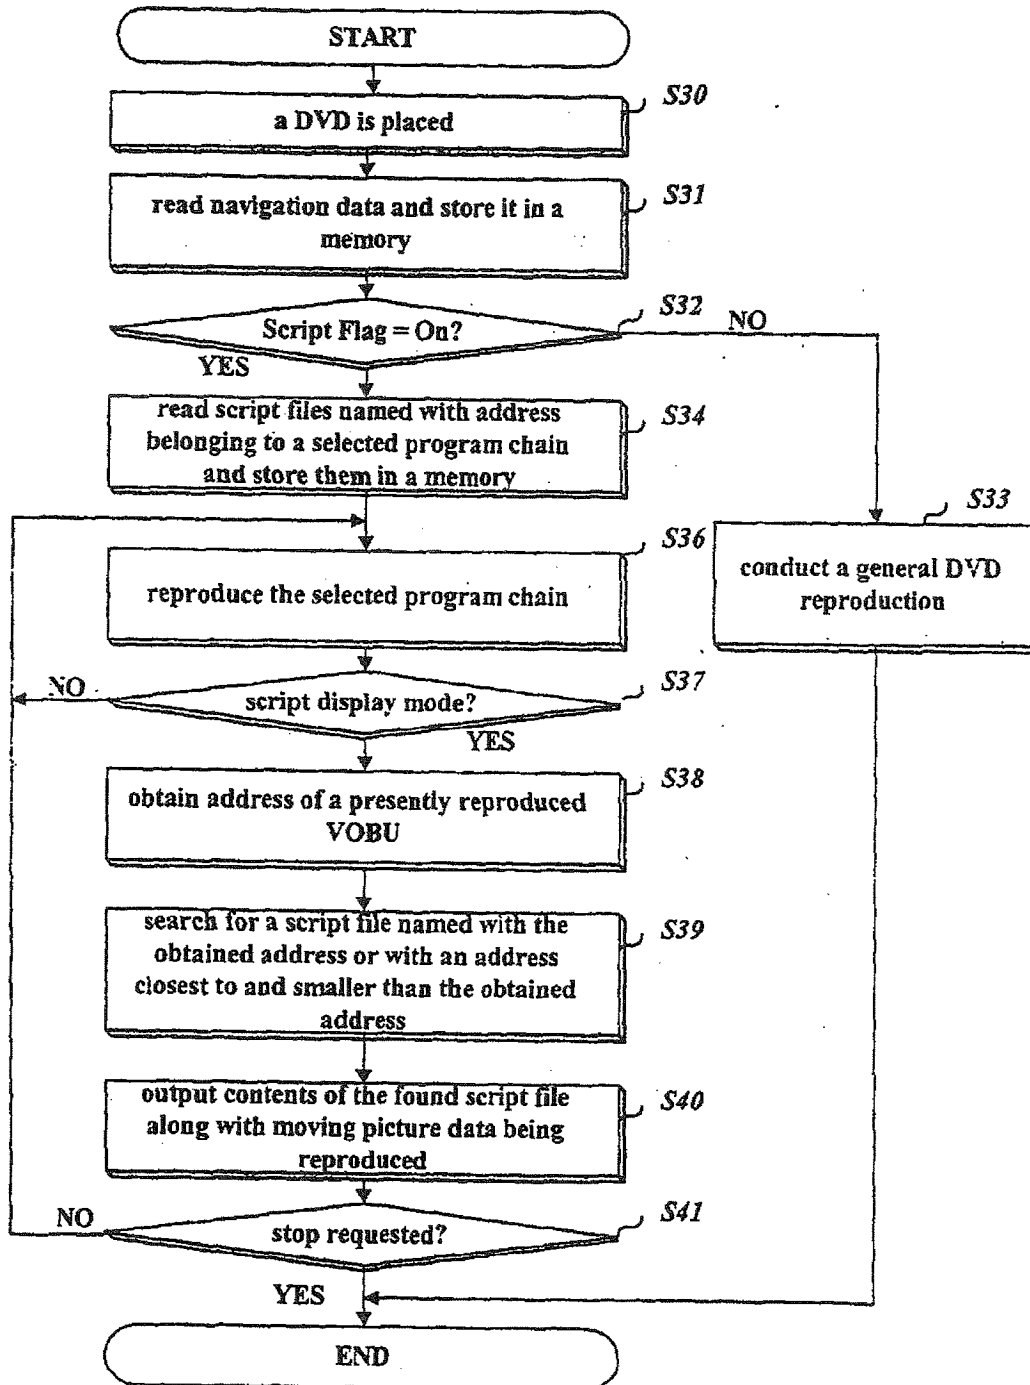 START
S30
a DVD is placed
S31
read navigation data and store it in a
memory
S32
Script Flag = On?
NO
YES
read script files named with address
belonging to a selected program chain
and store them in a memory
S34
S33
conduct a general DVD
reproduction
S36
reproduce the selected program chain
S37
NO
script display mode?
YES
S38
obtain address of a presently reproduced
VOBU
search for a script file named with the
obtained address or with an address
closest to and smaller than the obtained
address
S39
output contents of the found script file
along with moving picture data being
reproduced
S40
S41
NO
stop requested?
YES
END